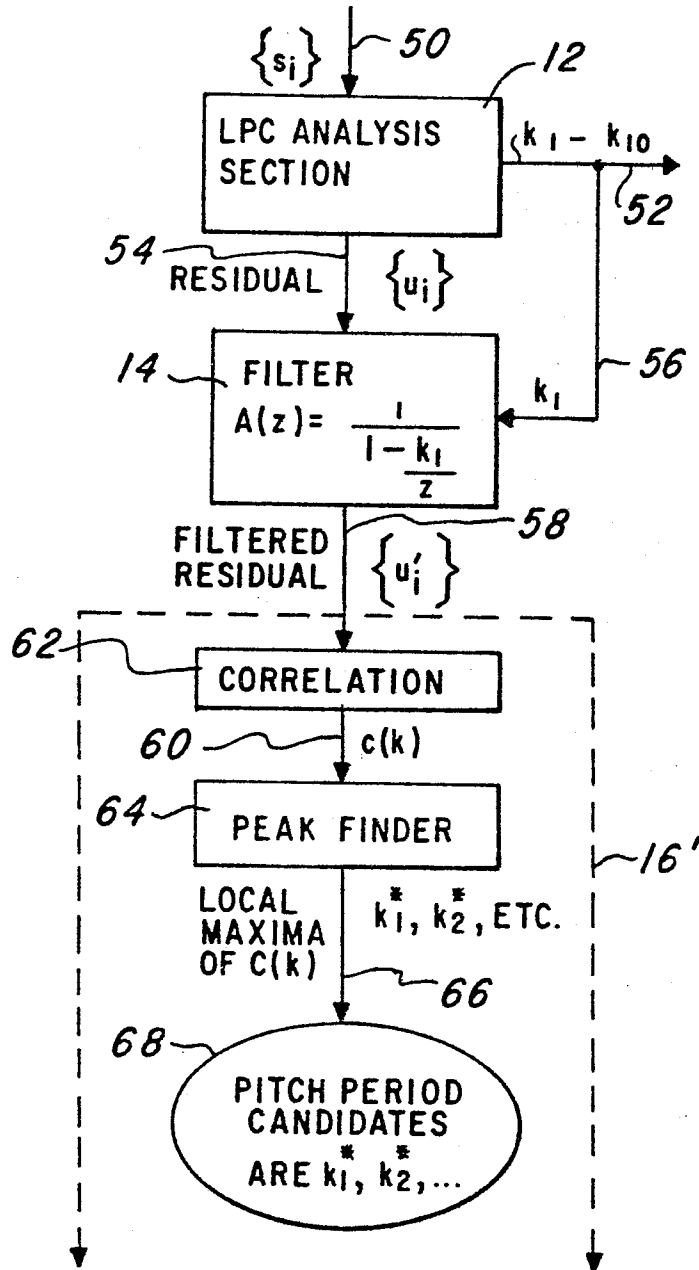 50
{s_i}
12
LPC ANALYSIS
SECTION
k_1 - k_10
52
54
RESIDUAL
{u_i}
14
FILTER
A(z) = 1 / (1 - k_1/z)
k_1
56
58
FILTERED
RESIDUAL
{u'_i}
62
CORRELATION
60
c(k)
64
PEAK FINDER
16'
LOCAL
MAXIMA
OF C(k)
k*_1, k*_2, ETC.
66
68
PITCH PERIOD
CANDIDATES
ARE k*_1, k*_2, ...